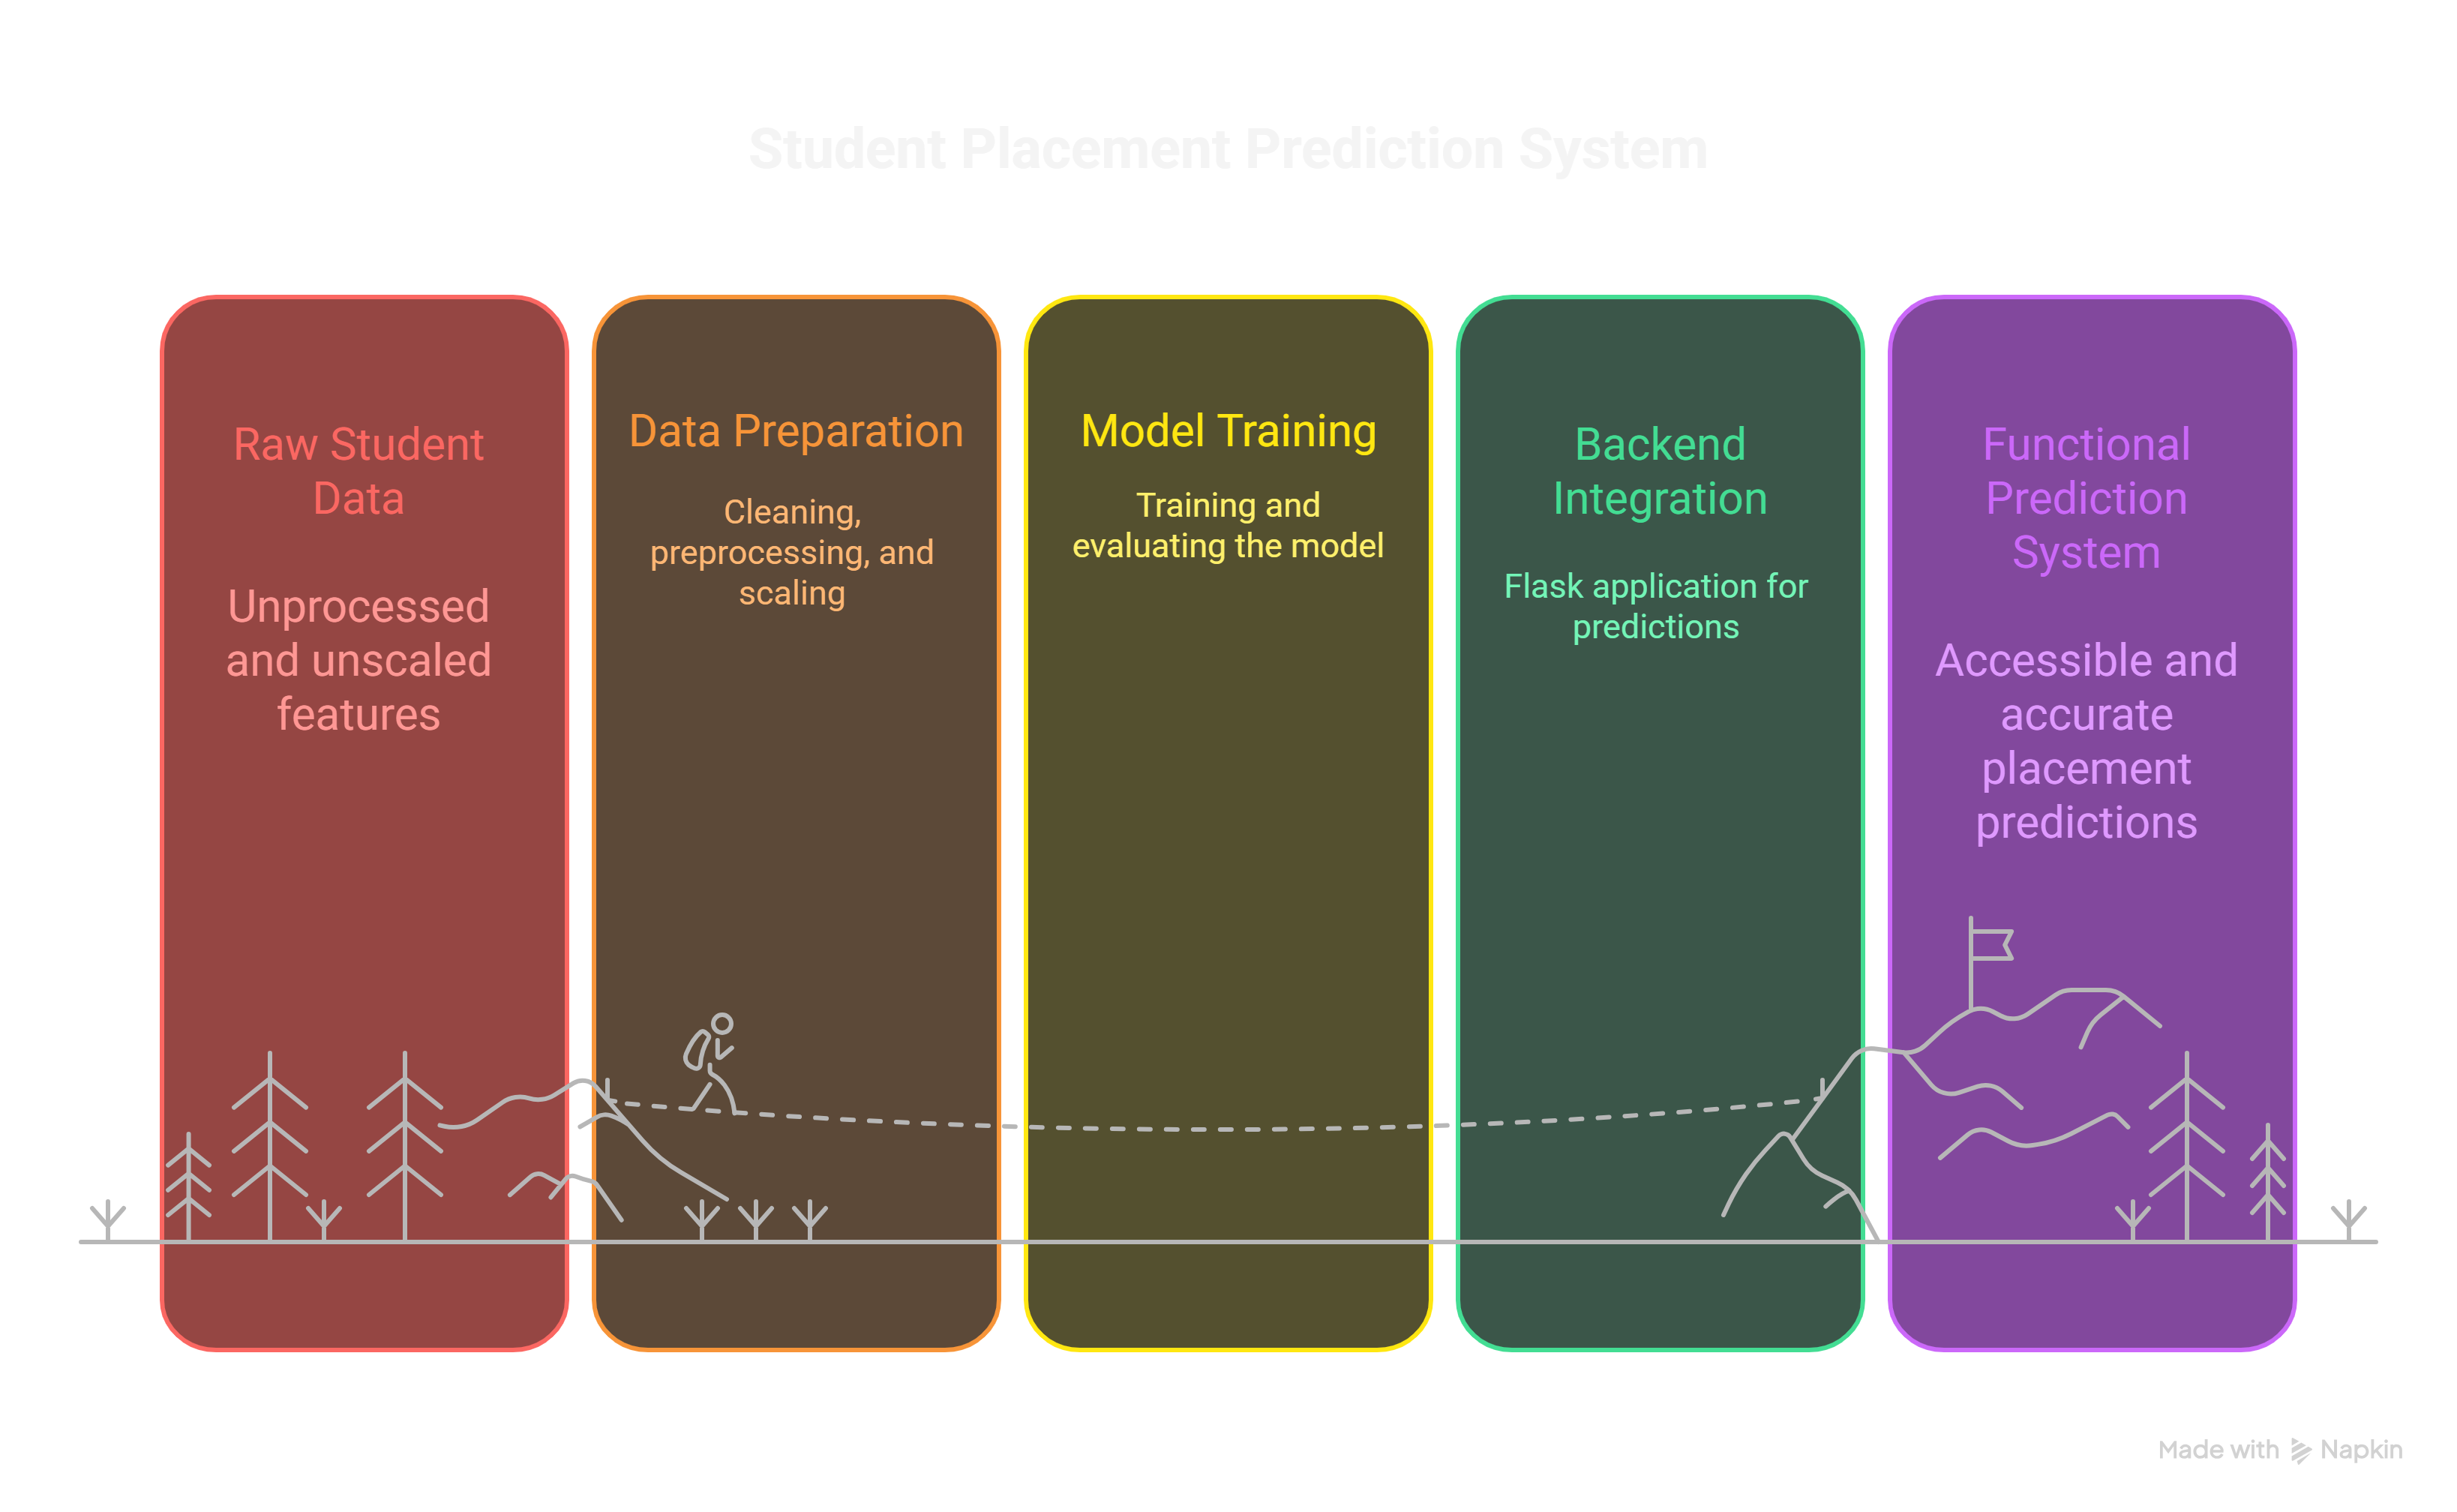 Student Placement Prediction System
Raw Student
Data
Unprocessed
and unscaled
features
Data Preparation
Cleaning,
preprocessing, and
scaling
Model Training
Training and
evaluating the model
Backend
Integration
Flask application for
predictions
Functional
Prediction
System
Accessible and
accurate
placement
predictions
Made with Napkin